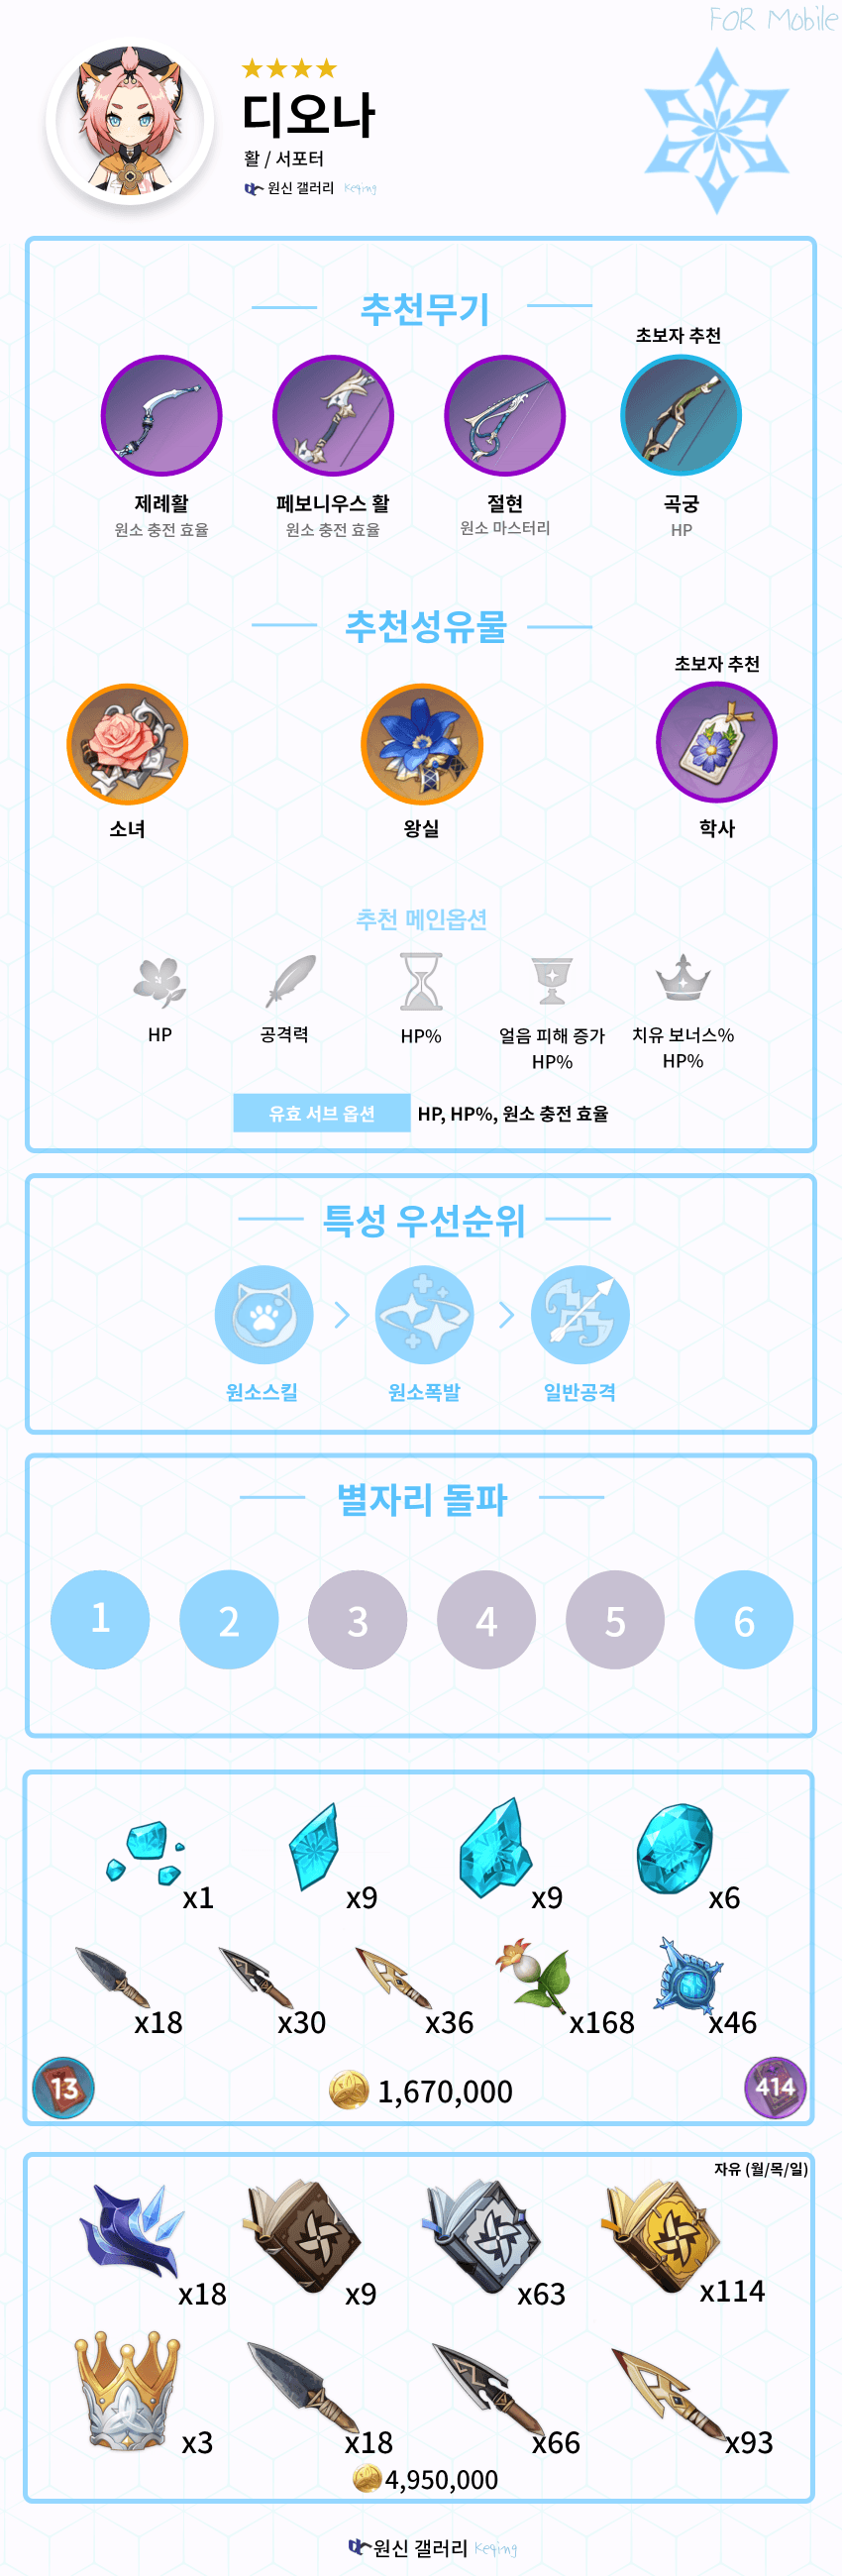 FOR Mobile
디오나
활 / 서포터
원신 갤러리 Keqing
추천무기
초보자 추천
제례활 페보니우스 활 절현 곡궁
원소 충전 효율 원소 충전 효율 원소 마스터리 HP
추천성유물
초보자 추천
소녀 왕실 학사
추천 메인옵션
HP 공격력 HP% 얼음 피해 증가 치유 보너스%
HP% HP%
유효 서브 옵션 HP, HP%, 원소 충전 효율
특성 우선순위
원소스킬 원소폭발 일반공격
별자리 돌파
1 2 3 4 5 6
x1 x9 x9 x6
x18 x30 x36 x168 x46
13 1,670,000 414
자유 (월/목/일)
x18 x9 x63 x114
x3 x18 x66 x93
4,950,000
원신 갤러리 Keqing